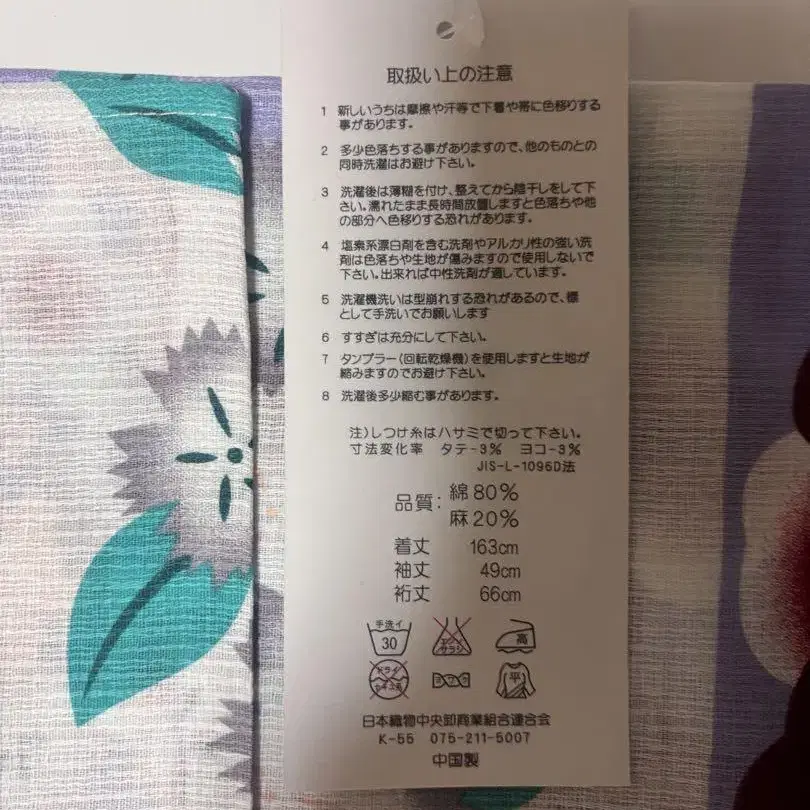 取扱い上の注意
1 新しいうちは摩擦や汗等で下着や帯に色移りする
事があります。
2 多少色落ちする事がありますので、他のものとの
同時洗濯はお避け下さい。
3 洗濯後は薄糊を付け、整えてから陰干しをして下
さい。濡れたまま長時間放置しますと色落ちや他
の部分へ色移りする恐れがあります。
4 塩素系漂白剤を含む洗剤やアルカリ性の強い洗
剤は色落ちや生地が傷みますので使用しないで
下さい。出来れば中性洗剤が適しています。
5 洗濯機洗いは型崩れする恐れがあるので、標
として手洗いでお願いします
6 すすぎは充分にして下さい。
7 タンブラー(回転乾燥機)を使用しますと生地が
縮みますのでお避け下さい。
8 洗濯後多少縮む事があります。
注)しつけ糸はハサミで切って下さい。
寸法変化率 タテ-3% ヨコ-3%
JIS-L-1096D法
品質: 綿80%
麻20%
着丈 163cm
袖丈 49cm
裄丈 66cm
手洗イ 30 エンソサラシ 高
ドライ ヨワク 平
日本織物中央卸商業組合連合会
K-55 075-211-5007
中国製